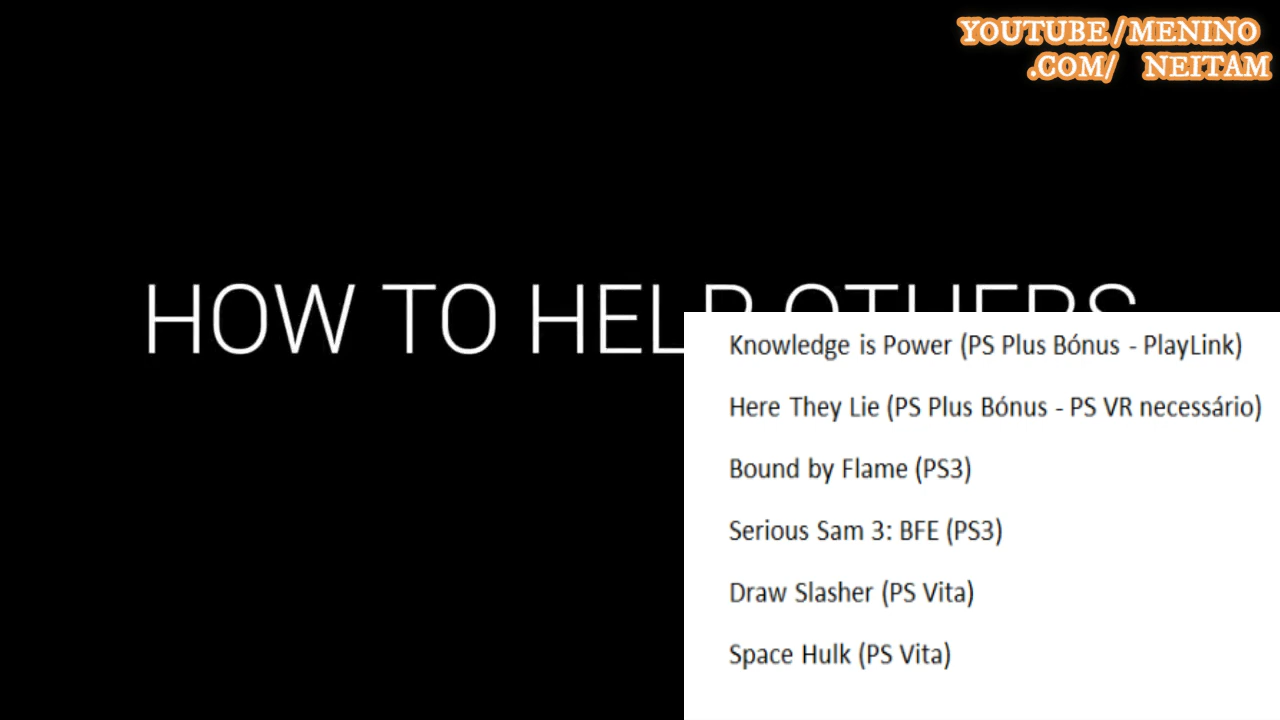 YOUTUBE/MENINO
.COM/ NEITAM
HOW TO HELP OTHERS
Knowledge is Power (PS Plus Bónus - PlayLink)
Here They Lie (PS Plus Bónus - PS VR necessário)
Bound by Flame (PS3)
Serious Sam 3: BFE (PS3)
Draw Slasher (PS Vita)
Space Hulk (PS Vita)